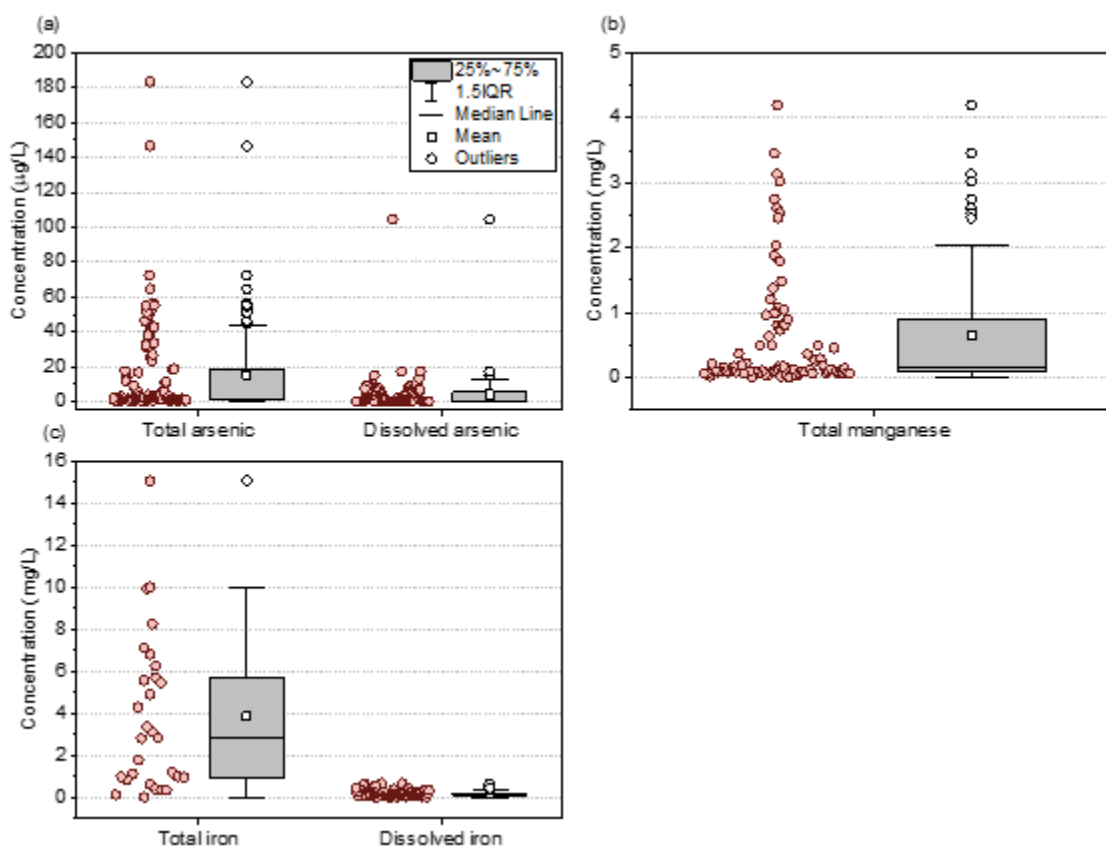 (a)
200
180
160
140
120
100
80
60
40
20
0
Concentration (µg/L)
25%~75%
1.5IQR
Median Line
Mean
Outliers
Total arsenic
Dissolved arsenic
(b)
5
4
3
2
1
0
Concentration ( mg/L)
Total manganese
(c)
16
14
12
10
8
6
4
2
0
Concentration ( mg/L)
Total iron
Dissolved iron